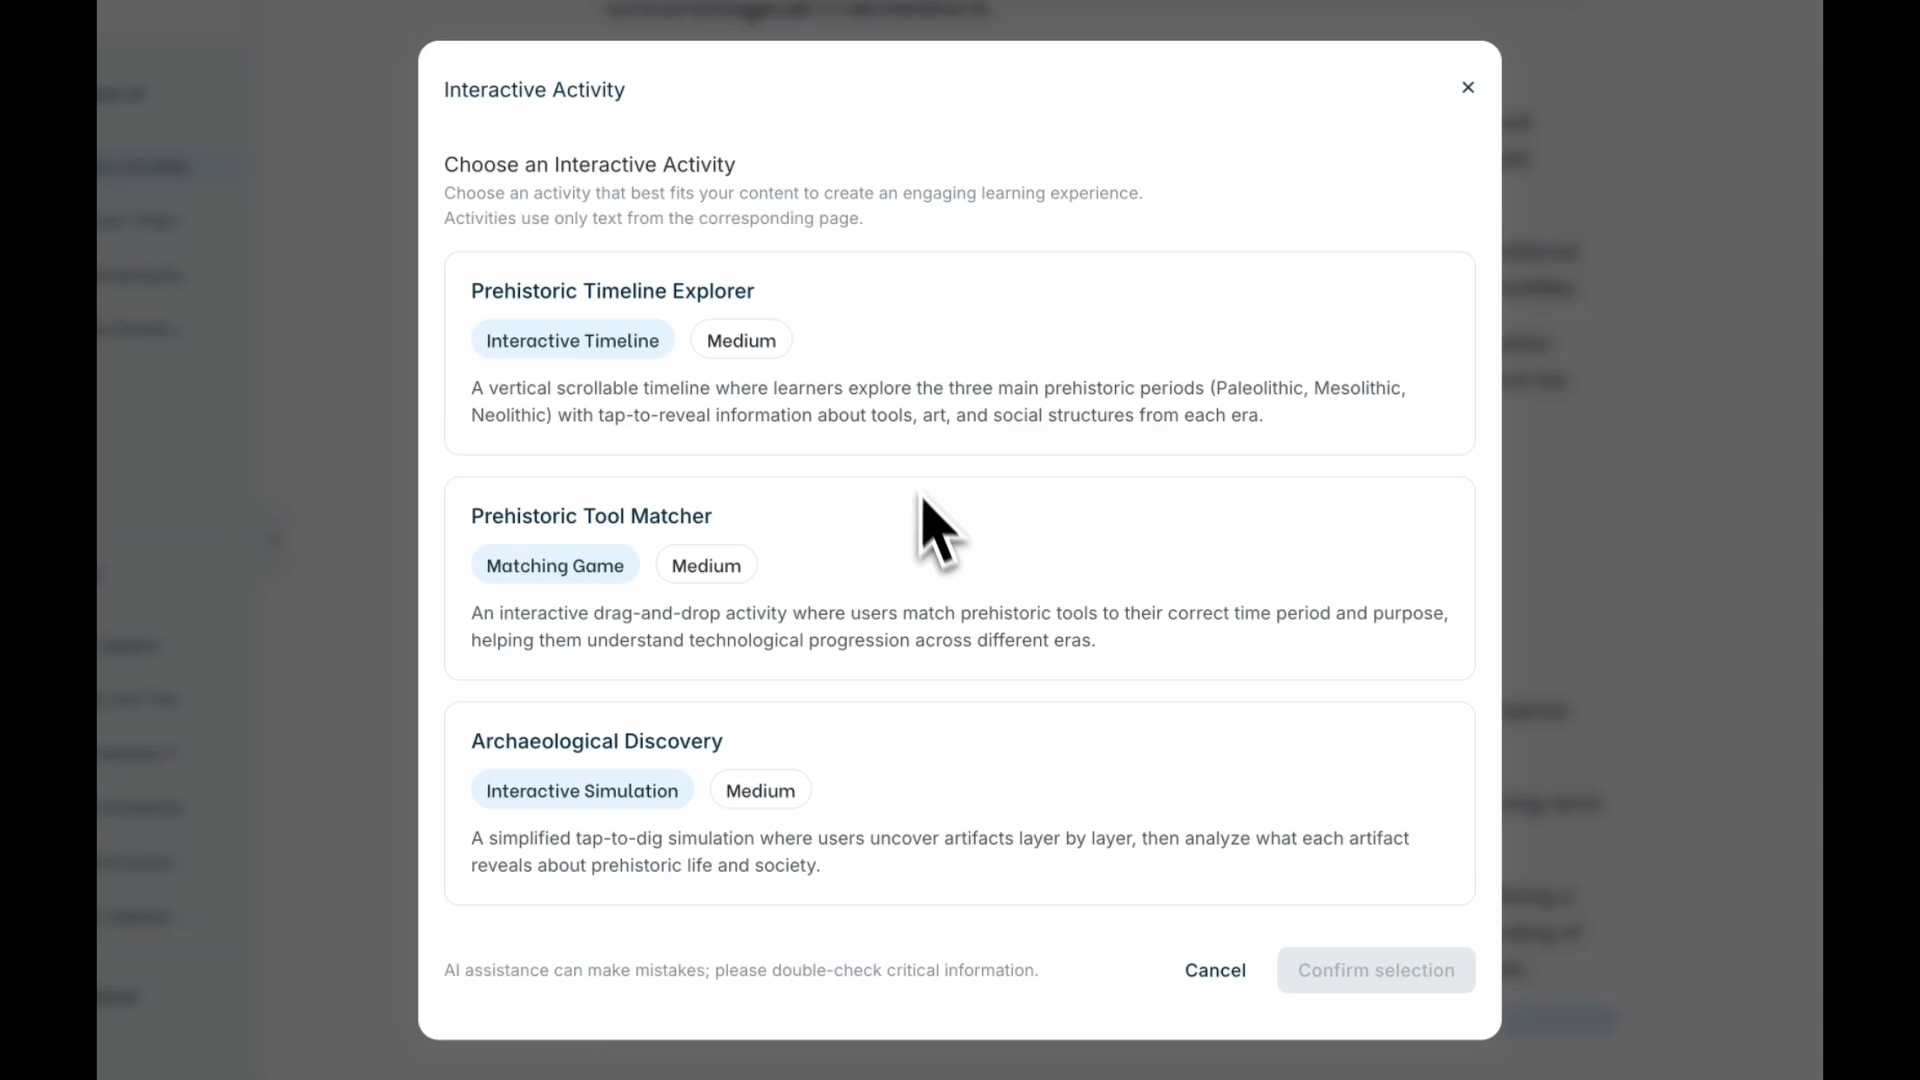 Interactive Activity
Choose an Interactive Activity
Choose an activity that best fits your content to create an engaging learning experience.
Activities use only text from the corresponding page.
Prehistoric Timeline Explorer
Interactive Timeline
Medium
A vertical scrollable timeline where learners explore the three main prehistoric periods (Paleolithic, Mesolithic,
Neolithic) with tap-to-reveal information about tools, art, and social structures from each era.
Prehistoric Tool Matcher
Matching Game
Medium
An interactive drag-and-drop activity where users match prehistoric tools to their correct time period and purpose,
helping them understand technological progression across different eras.
Archaeological Discovery
Interactive Simulation
Medium
A simplified tap-to-dig simulation where users uncover artifacts layer by layer, then analyze what each artifact
reveals about prehistoric life and society.
AI assistance can make mistakes; please double-check critical information.
Cancel
Confirm selection